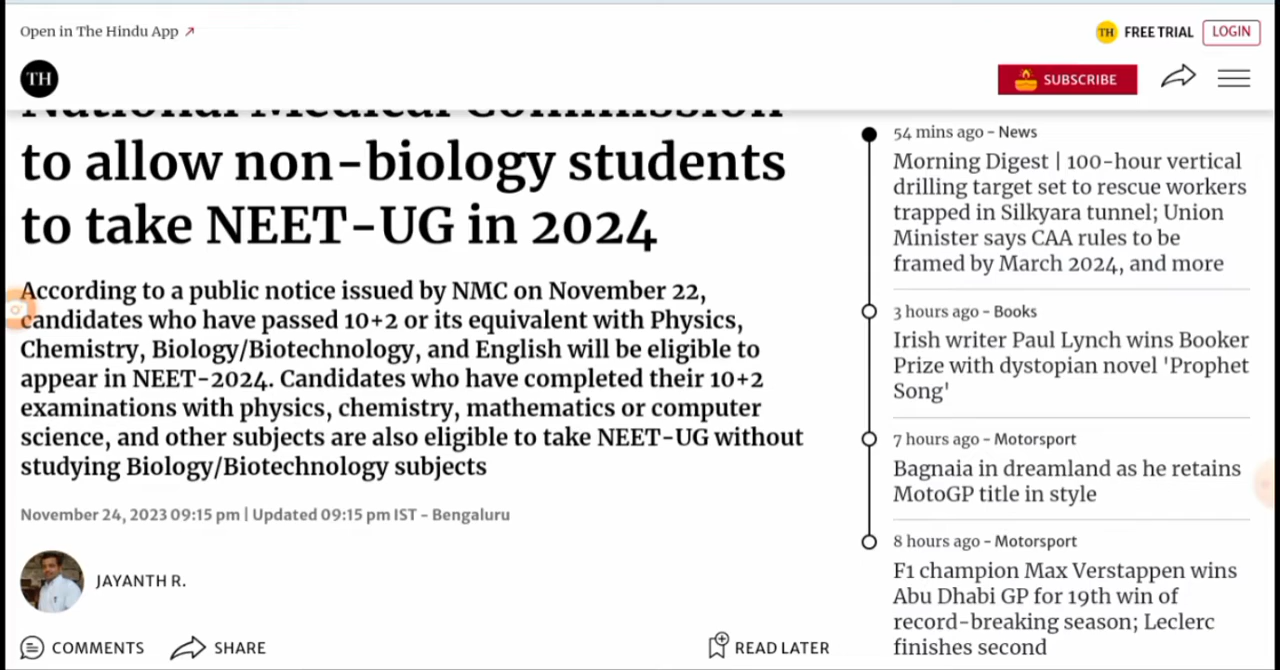 Open in The Hindu App
TH FREE TRIAL LOGIN
TH
SUBSCRIBE
National Medical Commission
to allow non-biology students
to take NEET-UG in 2024
According to a public notice issued by NMC on November 22,
candidates who have passed 10+2 or its equivalent with Physics,
Chemistry, Biology/Biotechnology, and English will be eligible to
appear in NEET-2024. Candidates who have completed their 10+2
examinations with physics, chemistry, mathematics or computer
science, and other subjects are also eligible to take NEET-UG without
studying Biology/Biotechnology subjects
November 24, 2023 09:15 pm | Updated 09:15 pm IST - Bengaluru
JAYANTH R.
COMMENTS SHARE READ LATER
54 mins ago - News
Morning Digest | 100-hour vertical
drilling target set to rescue workers
trapped in Silkyara tunnel; Union
Minister says CAA rules to be
framed by March 2024, and more
3 hours ago - Books
Irish writer Paul Lynch wins Booker
Prize with dystopian novel 'Prophet
Song'
7 hours ago - Motorsport
Bagnaia in dreamland as he retains
MotoGP title in style
8 hours ago - Motorsport
F1 champion Max Verstappen wins
Abu Dhabi GP for 19th win of
record-breaking season; Leclerc
finishes second